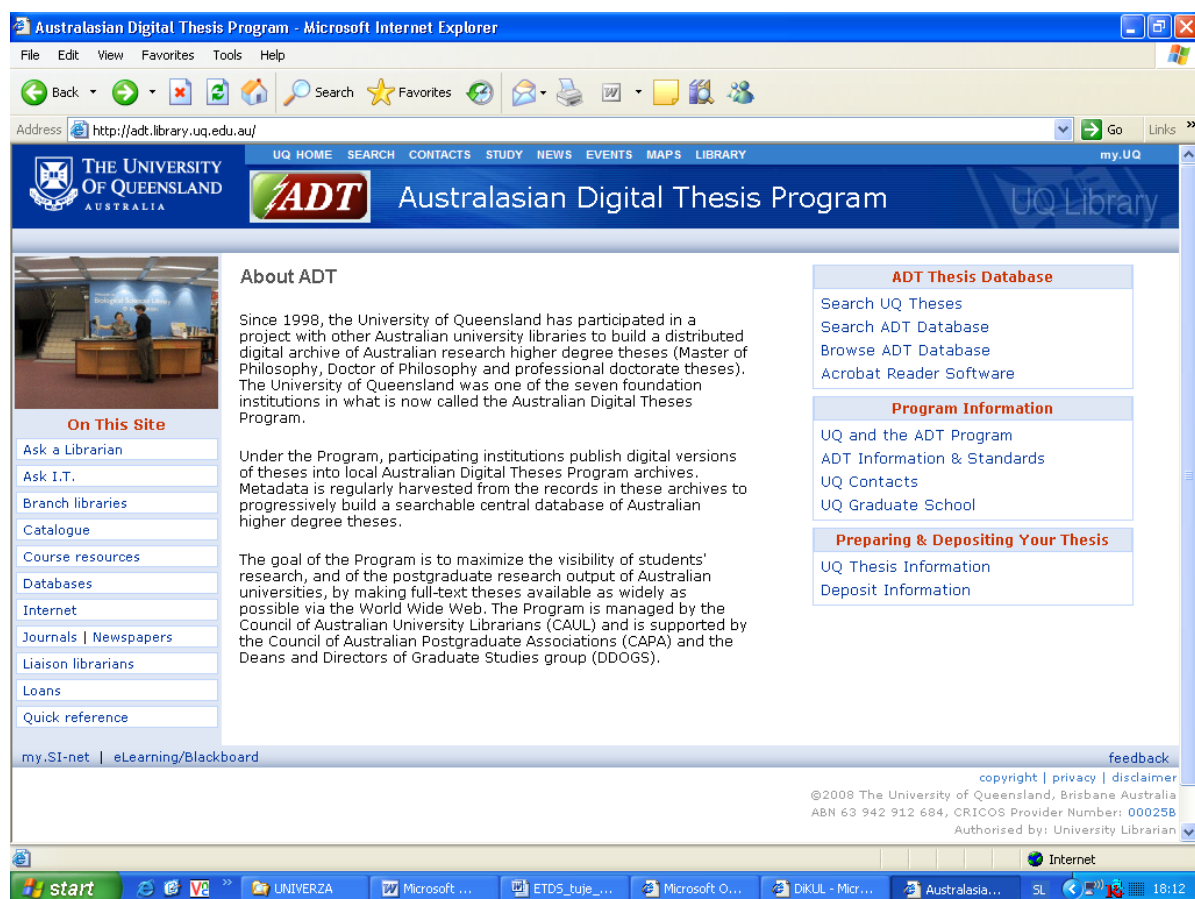 Australasian Digital Thesis Program - Microsoft Internet Explorer
File Edit View Favorites Tools Help
Back Search Favorites
Address http://adt.library.uq.edu.au/ Go Links »
UQ HOME SEARCH CONTACTS STUDY NEWS EVENTS MAPS LIBRARY my.UQ
THE UNIVERSITY
OF QUEENSLAND
AUSTRALIA
ADT Australasian Digital Thesis Program UQ Library
On This Site
Ask a Librarian
Ask I.T.
Branch libraries
Catalogue
Course resources
Databases
Internet
Journals | Newspapers
Liaison librarians
Loans
Quick reference
About ADT
Since 1998, the University of Queensland has participated in a
project with other Australian university libraries to build a distributed
digital archive of Australian research higher degree theses (Master of
Philosophy, Doctor of Philosophy and professional doctorate theses).
The University of Queensland was one of the seven foundation
institutions in what is now called the Australian Digital Theses
Program.
Under the Program, participating institutions publish digital versions
of theses into local Australian Digital Theses Program archives.
Metadata is regularly harvested from the records in these archives to
progressively build a searchable central database of Australian
higher degree theses.
The goal of the Program is to maximize the visibility of students'
research, and of the postgraduate research output of Australian
universities, by making full-text theses available as widely as
possible via the World Wide Web. The Program is managed by the
Council of Australian University Librarians (CAUL) and is supported by
the Council of Australian Postgraduate Associations (CAPA) and the
Deans and Directors of Graduate Studies group (DDOGS).
ADT Thesis Database
Search UQ Theses
Search ADT Database
Browse ADT Database
Acrobat Reader Software
Program Information
UQ and the ADT Program
ADT Information & Standards
UQ Contacts
UQ Graduate School
Preparing & Depositing Your Thesis
UQ Thesis Information
Deposit Information
my.SI-net | eLearning/Blackboard feedback
copyright | privacy | disclaimer
©2008 The University of Queensland, Brisbane Australia
ABN 63 942 912 684, CRICOS Provider Number: 00025B
Authorised by: University Librarian
Internet
start » UNIVERZA Microsoft ... ETDS_tuje_... Microsoft O... DiKUL - Micr... Australasia... SL 18:12